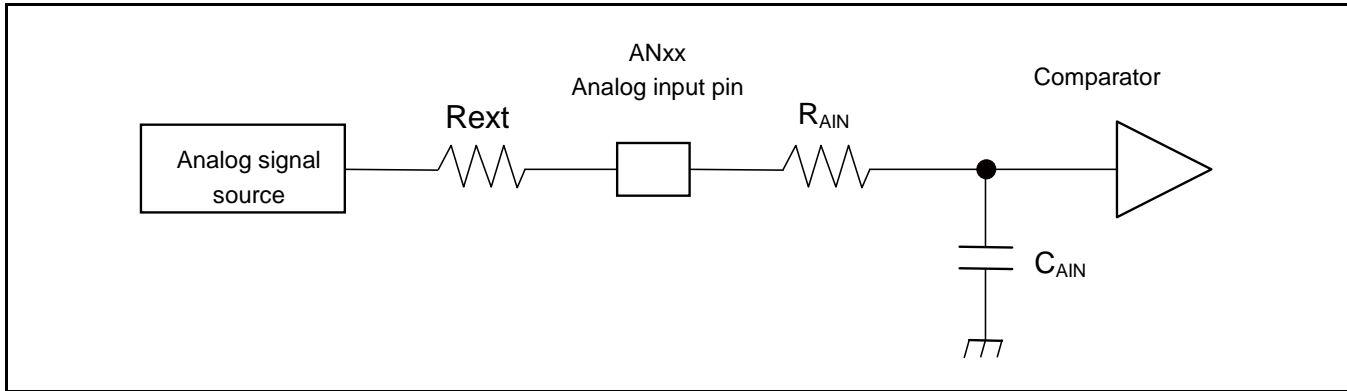 ANxx
Analog input pin
Comparator
Rext
RAIN
Analog signal
source
CAIN